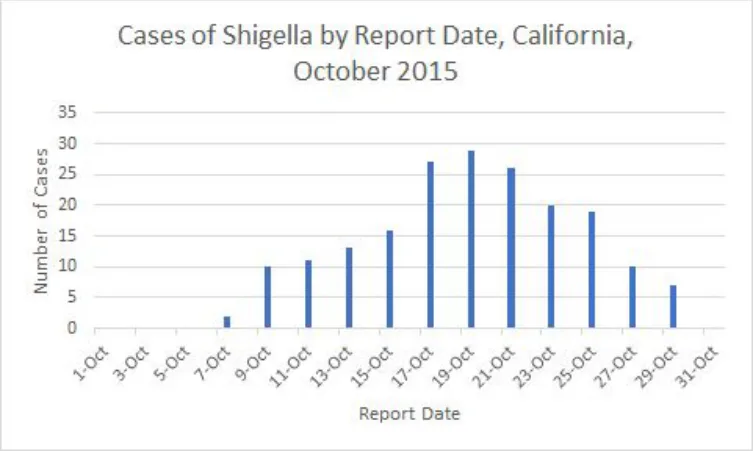 Cases of Shigella by Report Date, California,
October 2015
Number of Cases
35
30
25
20
15
10
5
0
1-Oct
3-Oct
5-Oct
7-Oct
9-Oct
11-Oct
13-Oct
15-Oct
17-Oct
19-Oct
21-Oct
23-Oct
25-Oct
27-Oct
29-Oct
31-Oct
Report Date